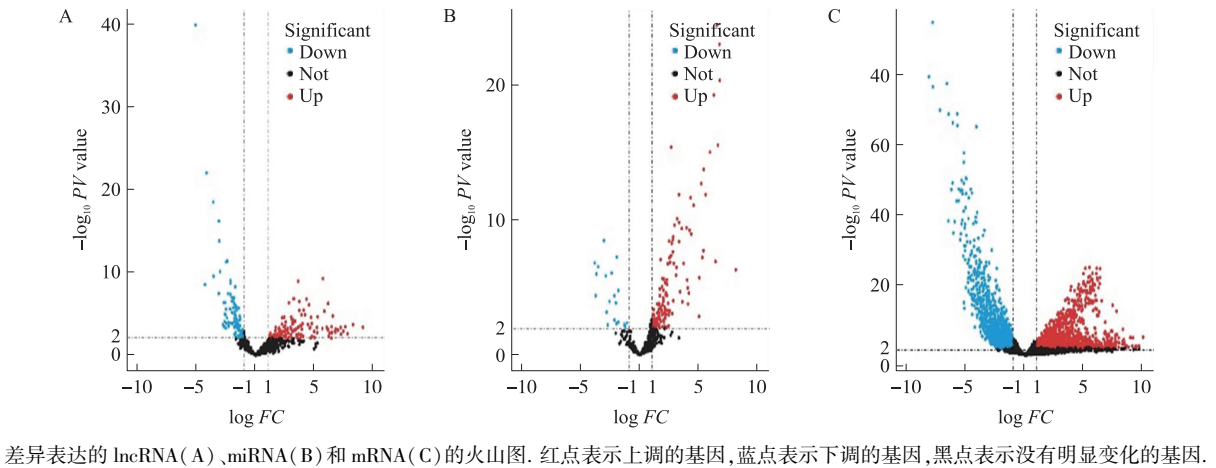 A
−log₁₀ PV value
40
30
20
10
5
2
0
−10
−5
−1
1
5
10
log FC
Significant
Down
Not
Up
B
−log₁₀ PV value
20
10
2
0
−10
−5
−1
1
5
10
log FC
Significant
Down
Not
Up
C
−log₁₀ PV value
40
60
40
20
2
0
−10
−5
−1
1
5
10
log FC
Significant
Down
Not
Up
差异表达的 lncRNA(A)、miRNA(B)和 mRNA(C)的火山图. 红点表示上调的基因,蓝点表示下调的基因,黑点表示没有明显变化的基因.